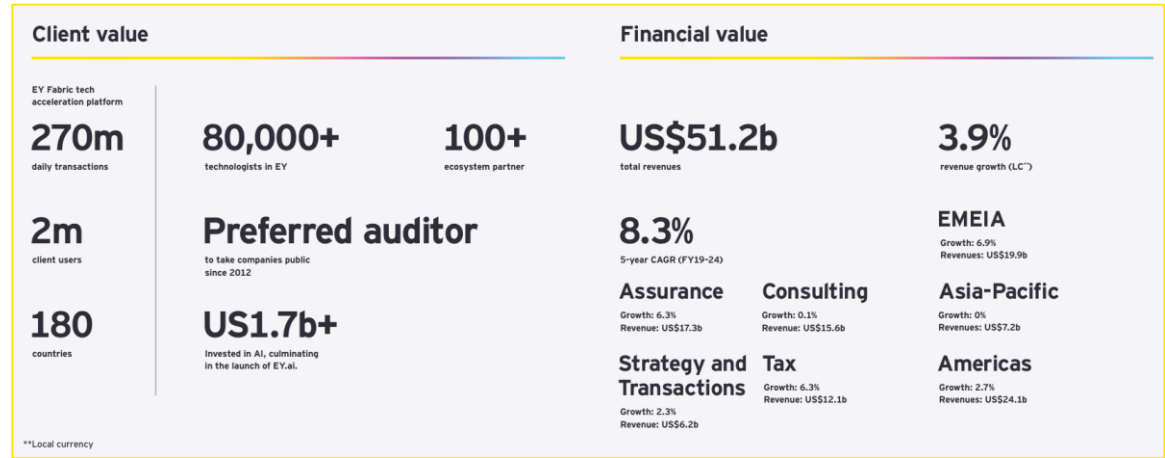 Client value
EY Fabric tech
acceleration platform
270m
daily transactions
2m
client users
180
countries
80,000+
technologists in EY
100+
ecosystem partner
Preferred auditor
to take companies public
since 2012
US1.7b+
Invested in AI, culminating
in the launch of EY.ai.
**Local currency
Financial value
US$51.2b
total revenues
3.9%
revenue growth (LC**)
8.3%
5-year CAGR (FY19-24)
Assurance
Growth: 6.3%
Revenue: US$17.3b
Consulting
Growth: 0.1%
Revenue: US$15.6b
Strategy and
Transactions
Growth: 2.3%
Revenue: US$6.2b
Tax
Growth: 6.3%
Revenue: US$12.1b
EMEIA
Growth: 6.9%
Revenues: US$19.9b
Asia-Pacific
Growth: 0%
Revenues: US$7.2b
Americas
Growth: 2.7%
Revenues: US$24.1b